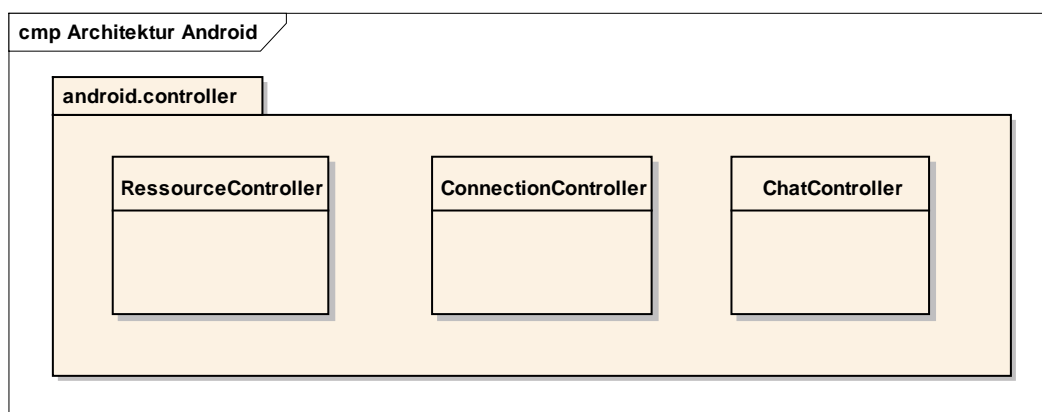 cmp Architektur Android
android.controller
RessourceController
ConnectionController
ChatController